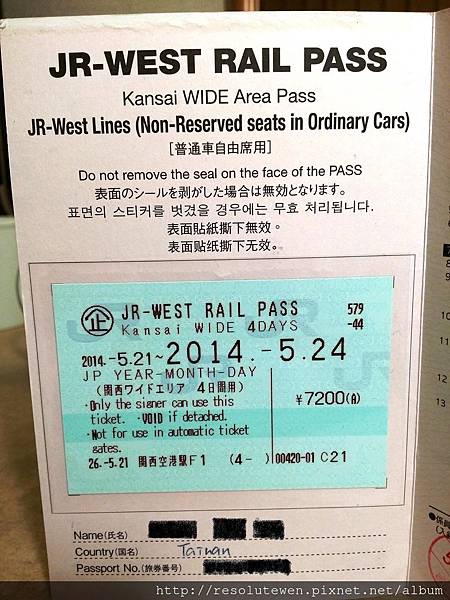 JR-WEST RAIL PASS
Kansai WIDE Area Pass
JR-West Lines (Non-Reserved seats in Ordinary Cars)
[普通車自由席用]
Do not remove the seal on the face of the PASS
表面のシールを剥がした場合は無効となります。
표면의 스티커를 벗겼을 경우에는 무효 처리됩니다.
表面貼紙撕下無效。
表面贴纸撕下无效。
企 JR-WEST RAIL PASS 579
Kansai WIDE 4DAYS -44
2014.-5.21~2014.-5.24
JP YEAR-MONTH-DAY
(関西ワイドエリア 4日間用)
・Only the signer can use this
ticket. ・VOID if detached.
・Not for use in automatic ticket
gates.
¥7200(A)
26.-5.21 関西空港駅F1 (4- ) 00420-01 C21
Name(氏名)
Country(国名) Taiwan
Passport No.(旅券番号)
http://resolutewen.pixnet.net/album